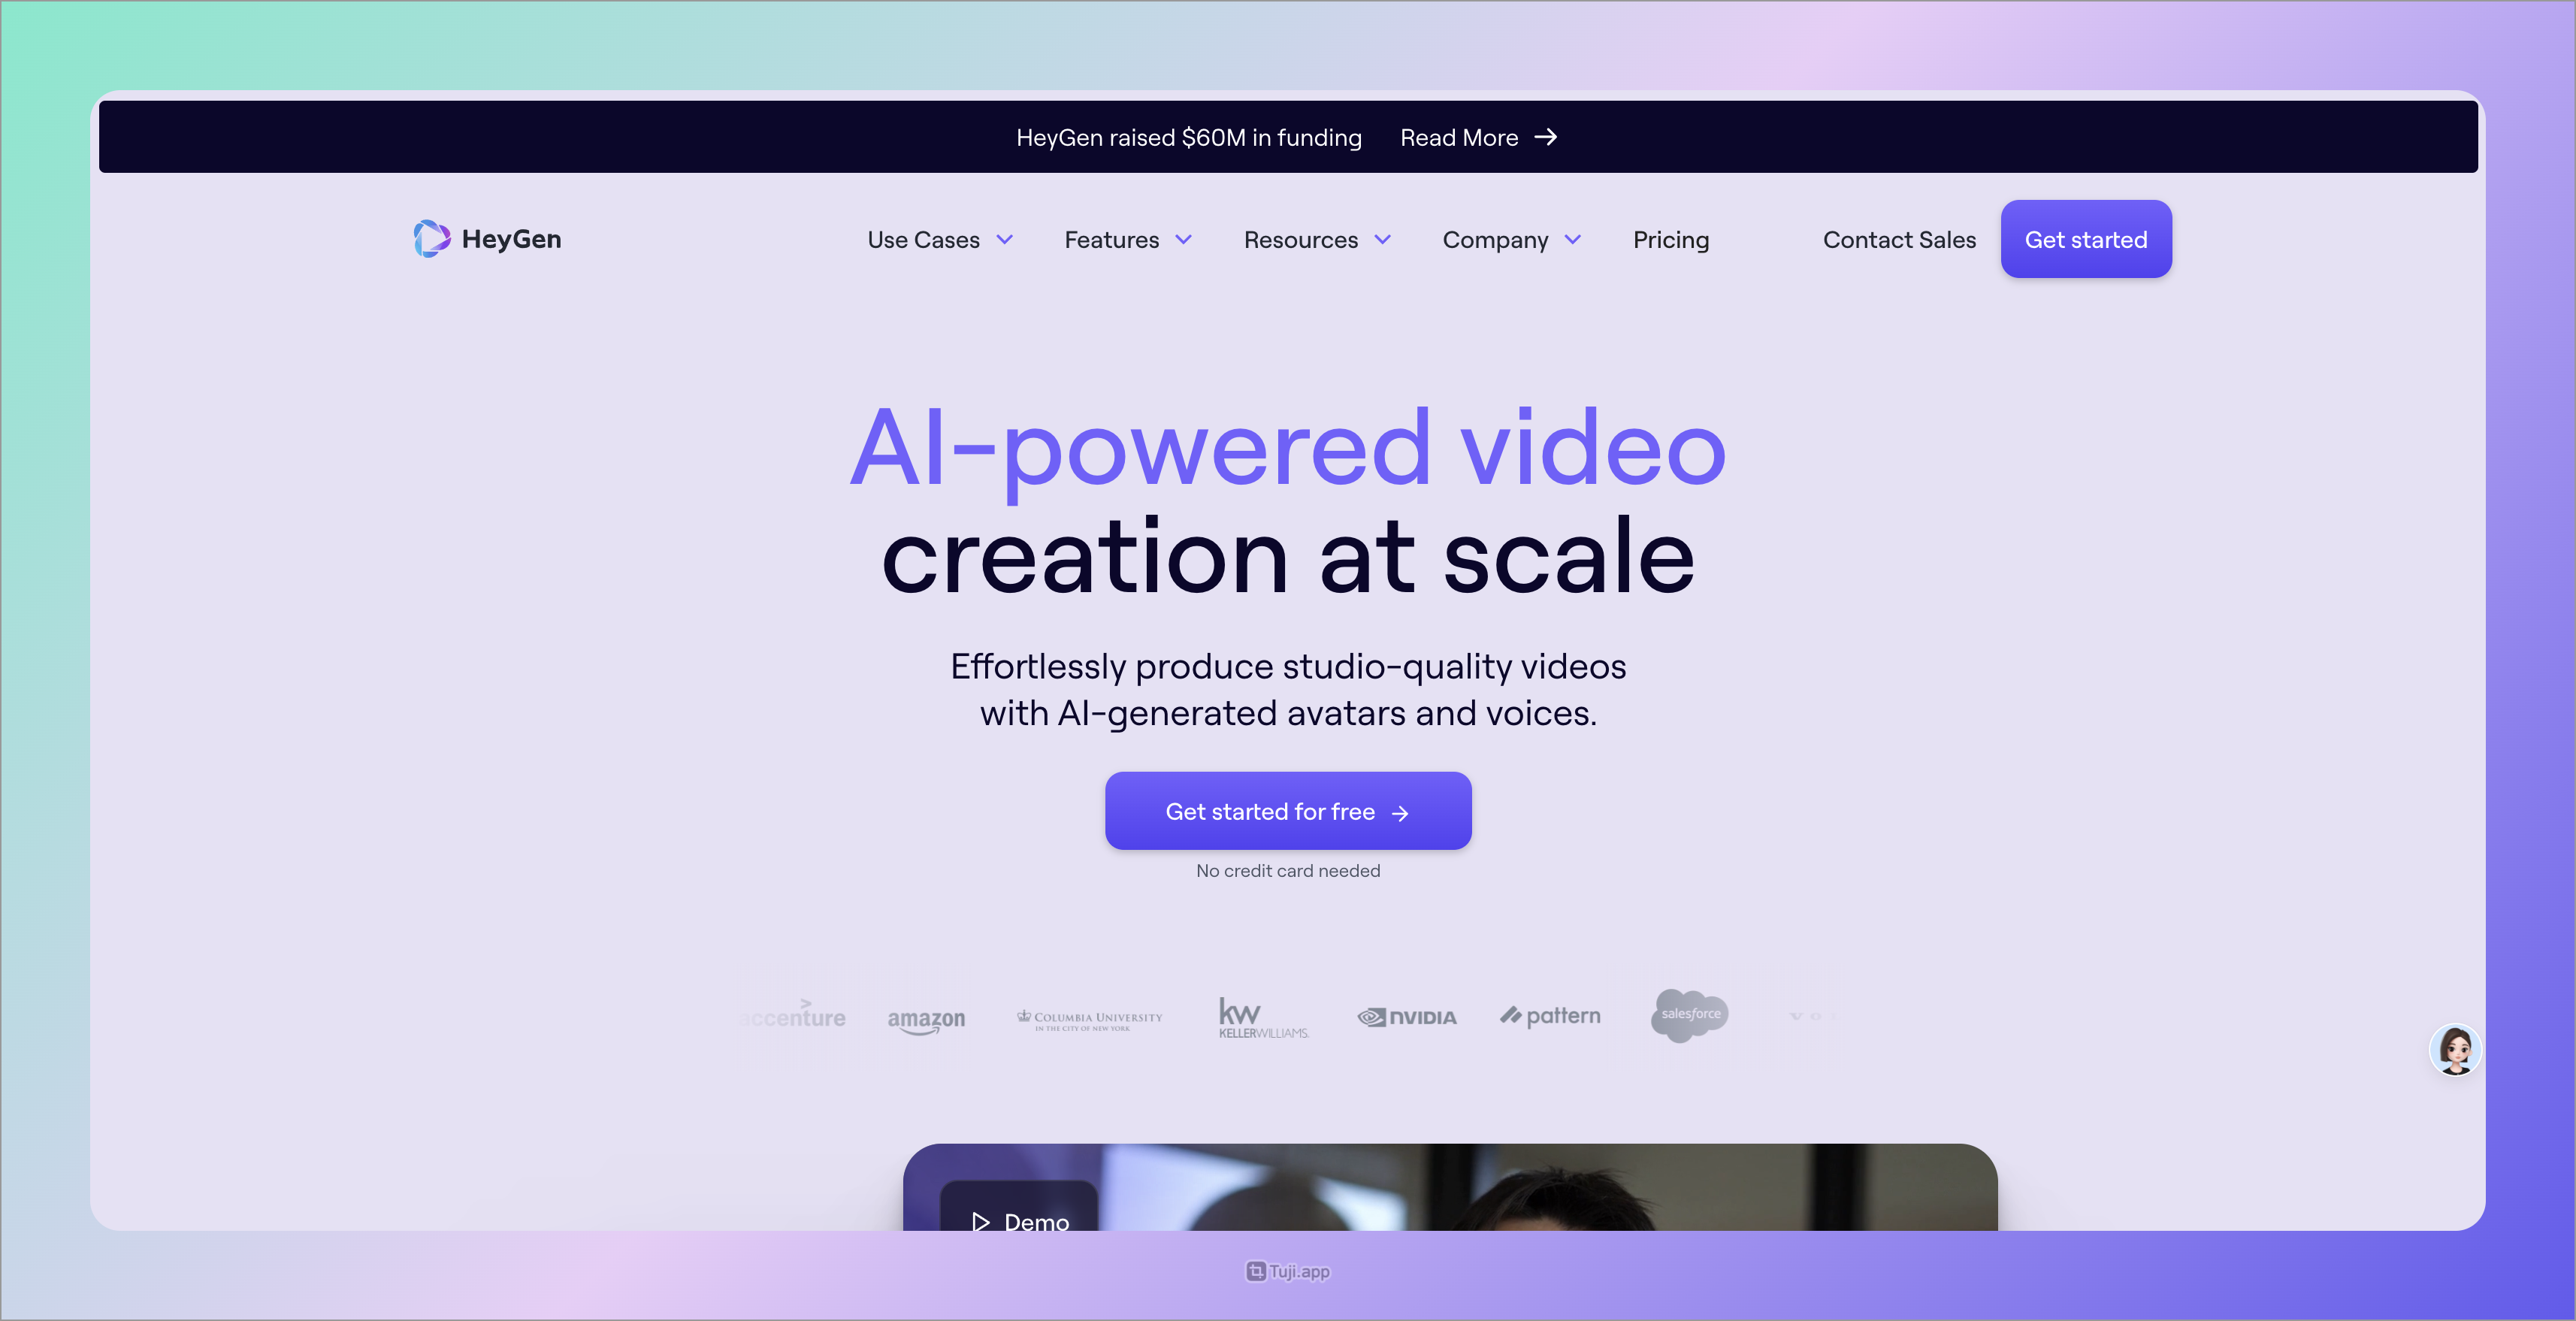 HeyGen raised $60M in funding Read More →
HeyGen Use Cases Features Resources Company Pricing Contact Sales Get started
AI-powered video
creation at scale
Effortlessly produce studio-quality videos
with AI-generated avatars and voices.
Get started for free →
No credit card needed
accenture amazon COLUMBIA UNIVERSITY IN THE CITY OF NEW YORK kw KELLERWILLIAMS. NVIDIA pattern salesforce
Demo
Tuji.app